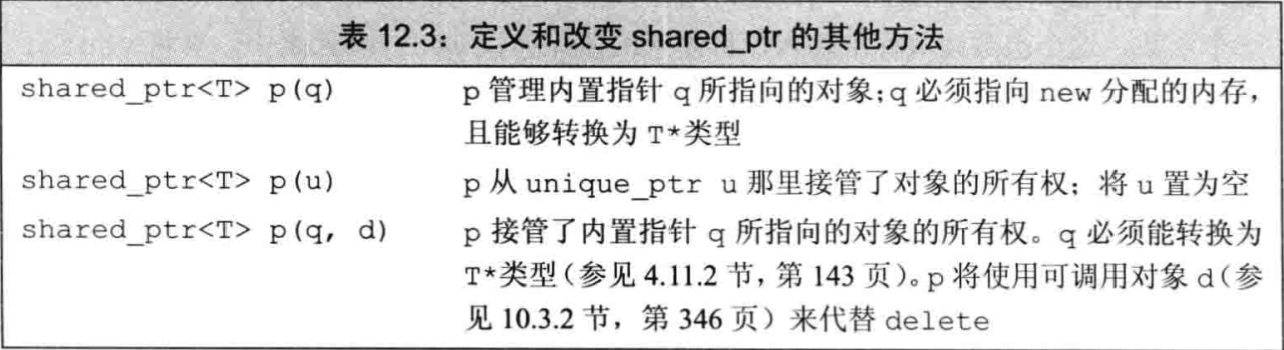 表 12.3：定义和改变 shared_ptr 的其他方法
shared_ptr<T> p(q) p 管理内置指针 q 所指向的对象；q 必须指向 new 分配的内存，
且能够转换为 T*类型
shared_ptr<T> p(u) p 从 unique_ptr u 那里接管了对象的所有权；将 u 置为空
shared_ptr<T> p(q, d) p 接管了内置指针 q 所指向的对象的所有权。q 必须能转换为
T*类型（参见 4.11.2 节，第 143 页）。p 将使用可调用对象 d（参
见 10.3.2 节，第 346 页）来代替 delete